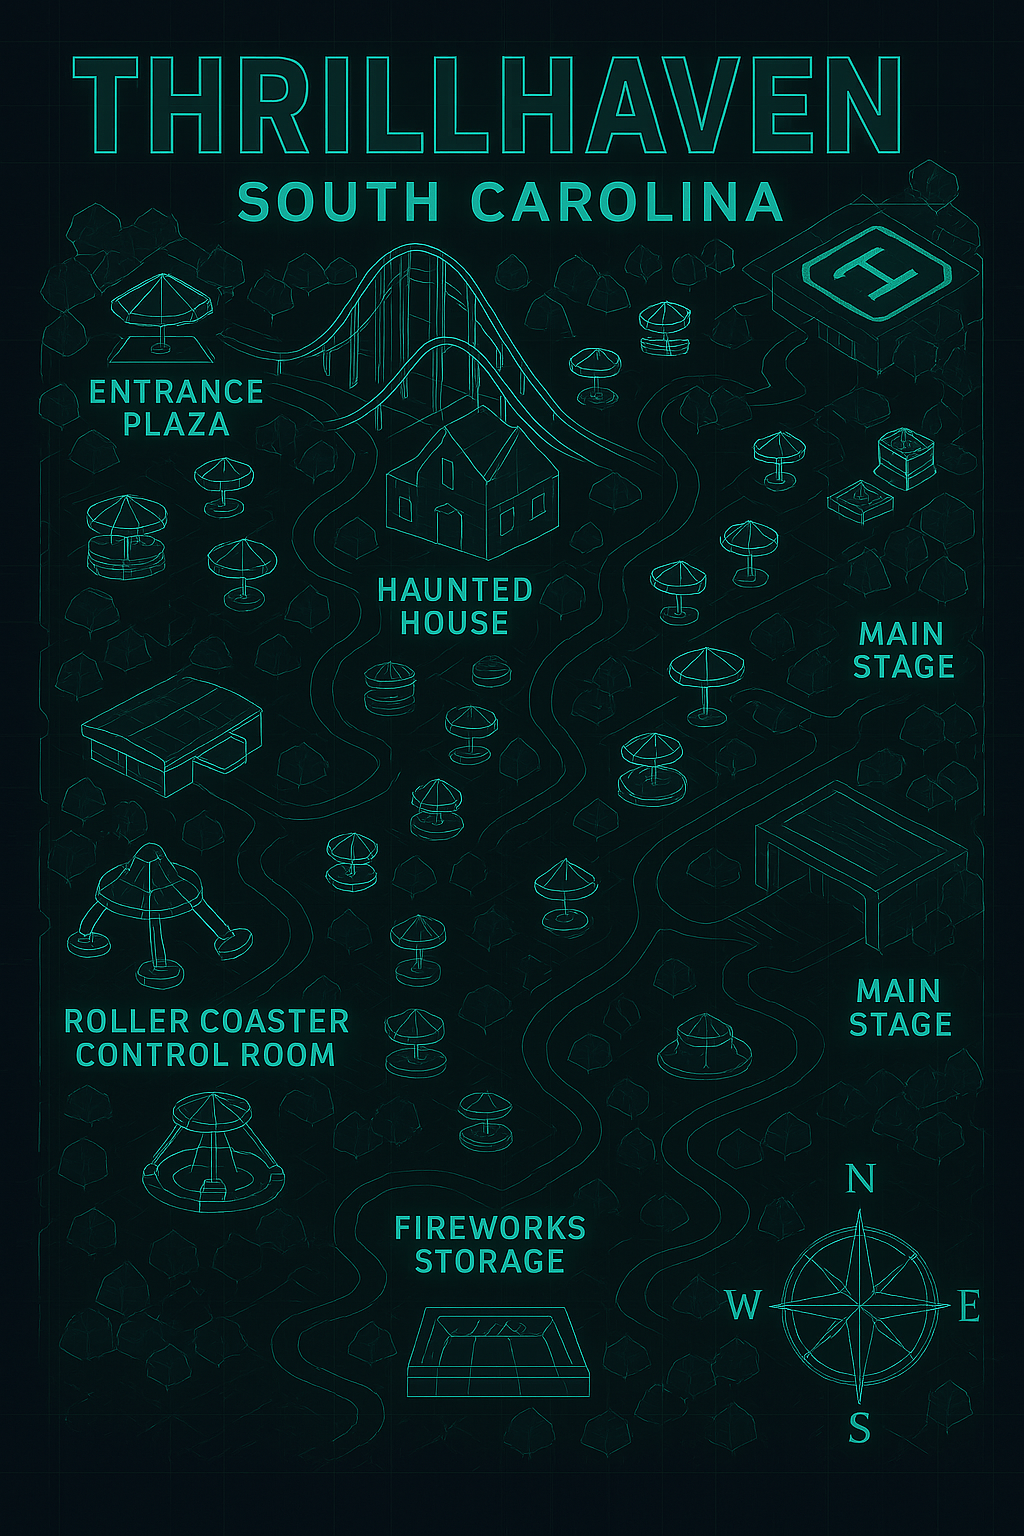 THRILLHAVEN
SOUTH CAROLINA
H
ENTRANCE
PLAZA
HAUNTED
HOUSE
MAIN
STAGE
MAIN
STAGE
ROLLER COASTER
CONTROL ROOM
FIREWORKS
STORAGE
N
W
E
S